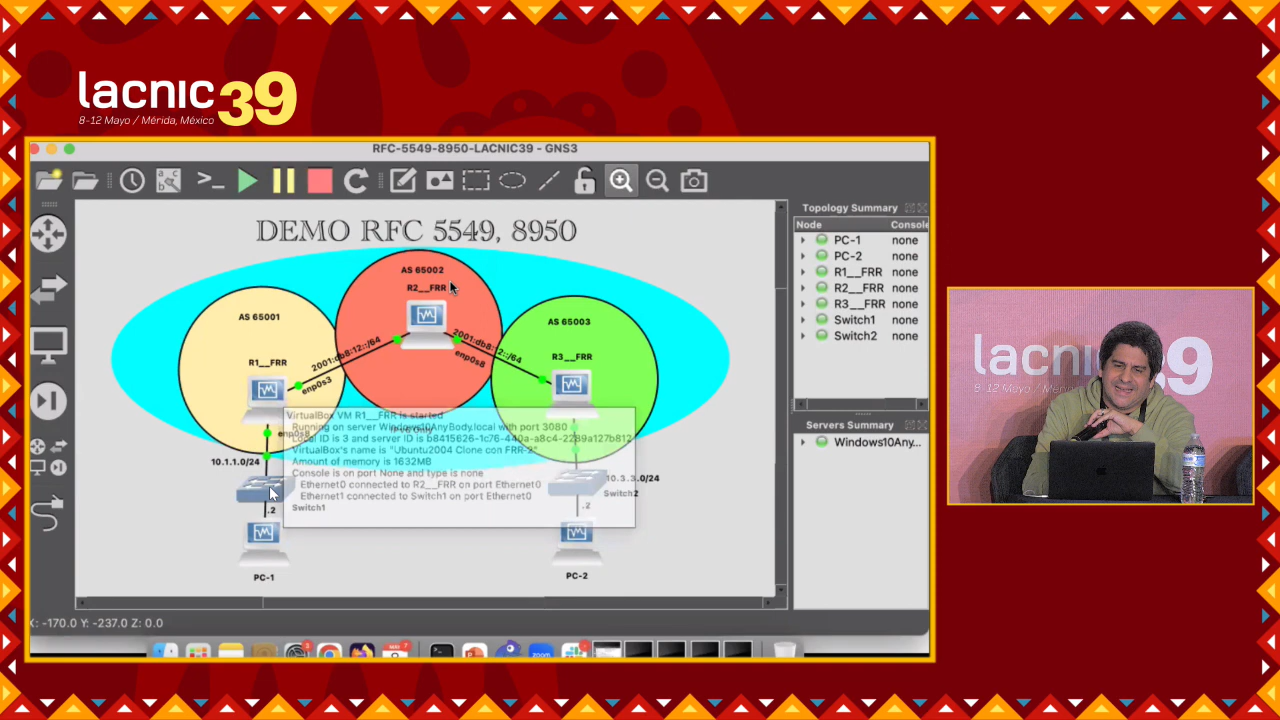 lacnic 39
8-12 Mayo / Mérida, México
RFC-5549-8950-LACNIC39 - GNS3
DEMO RFC 5549, 8950
AS 65002
R2__FRR
AS 65001
AS 65003
2001:db8:12::/64
enp0s3
enp0s8
R1__FRR
R3__FRR
VirtualBox VM R1__FRR is started
Running on server Windows10AnyBody.local with port 3080
Local ID is 3 and server ID is b8415626-1c76-440a-a8c4-2289a127b812
VirtualBox's name is "Ubuntu2004 Clone con FRR-2"
Amount of memory is 1632MB
Console is on port None and type is none
Ethernet0 connected to R2__FRR on port Ethernet0
Ethernet1 connected to Switch1 on port Ethernet0
Switch1
10.1.1.0/24
10.3.3.0/24
Switch2
.2
.2
PC-1
PC-2
X: -170.0 Y: -237.0 Z: 0.0
Topology Summary
Node Console
PC-1 none
PC-2 none
R1__FRR none
R2__FRR none
R3__FRR none
Switch1 none
Switch2 none
Servers Summary
Windows10Any...
zoom
lacnic 39